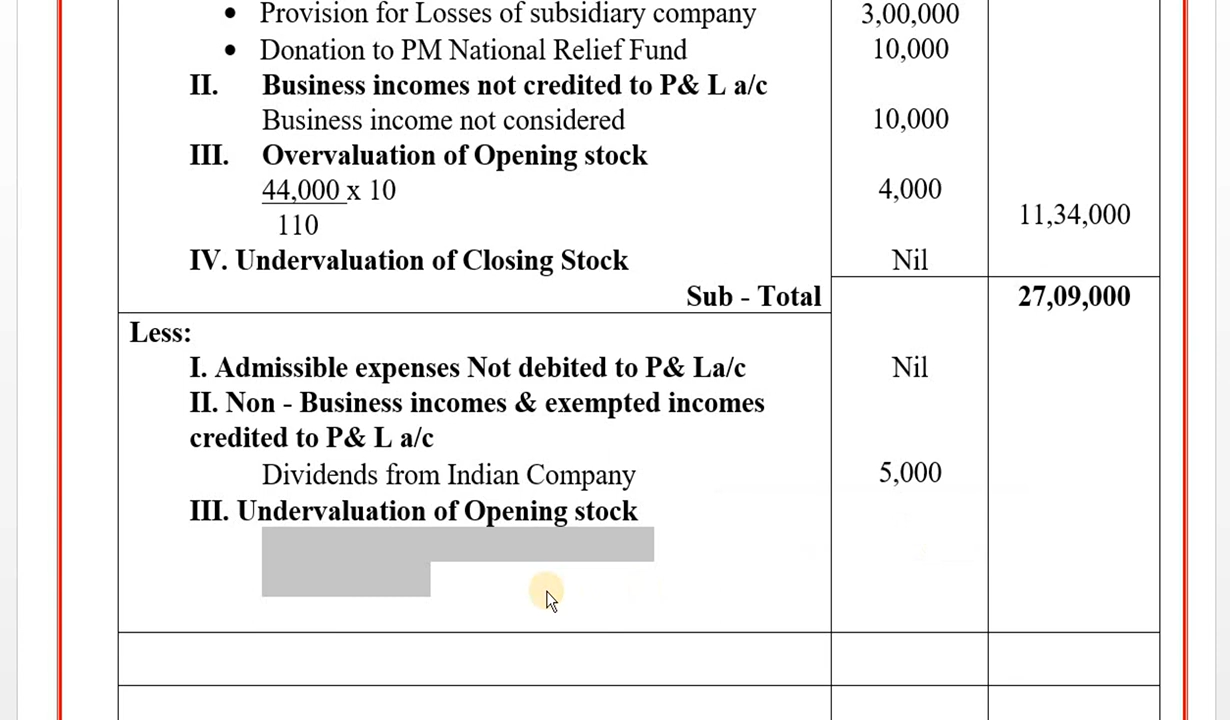 • Provision for Losses of subsidiary company 3,00,000
• Donation to PM National Relief Fund 10,000
II. Business incomes not credited to P& L a/c
Business income not considered 10,000
III. Overvaluation of Opening stock
44,000 x 10 4,000
11,34,000
110
IV. Undervaluation of Closing Stock Nil
Sub - Total 27,09,000
Less:
I. Admissible expenses Not debited to P& La/c Nil
II. Non - Business incomes & exempted incomes
credited to P& L a/c
Dividends from Indian Company 5,000
III. Undervaluation of Opening stock